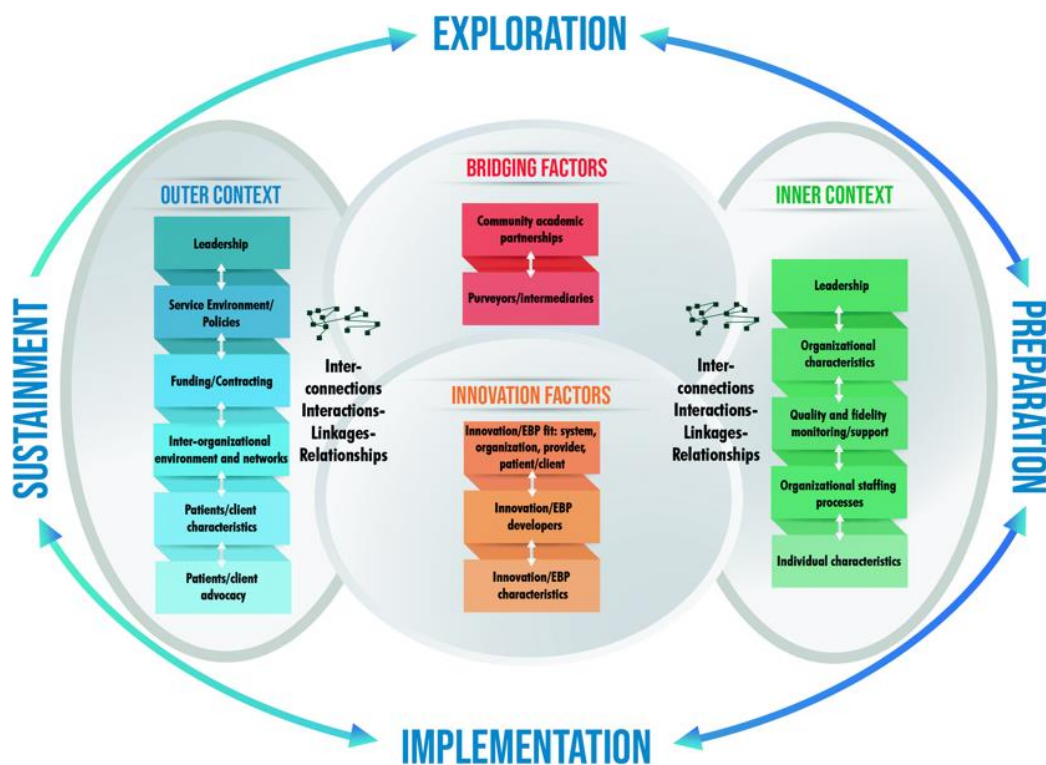 EXPLORATION
OUTER CONTEXT
Leadership
Service Environment/
Policies
Funding/Contracting
Inter-organizational
environment and networks
Patients/client
characteristics
Patients/client
advocacy
Inter-
connections
Interactions-
Linkages-
Relationships
BRIDGING FACTORS
Community academic
partnerships
Purveyors/intermediaries
INNOVATION FACTORS
Innovation/EBP fit: system,
organization, provider,
patient/client
Innovation/EBP
developers
Innovation/EBP
characteristics
Inter-
connections
Interactions-
Linkages-
Relationships
INNER CONTEXT
Leadership
Organizational
characteristics
Quality and fidelity
monitoring/support
Organizational staffing
processes
Individual characteristics
PREPARATION
IMPLEMENTATION
SUSTAINMENT